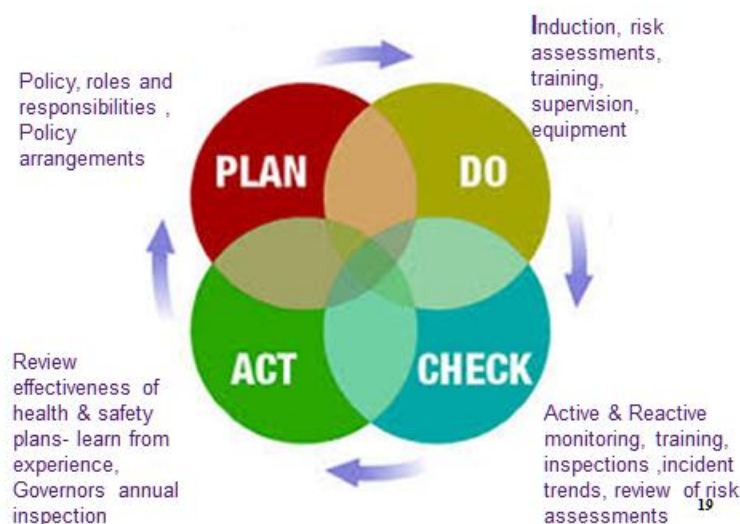 Policy, roles and
responsibilities ,
Policy
arrangements
Induction, risk
assessments,
training,
supervision,
equipment
PLAN
DO
ACT
CHECK
Review
effectiveness of
health & safety
plans- learn from
experience,
Governors annual
inspection
Active & Reactive
monitoring, training,
inspections ,incident
trends, review of risk
assessments
19